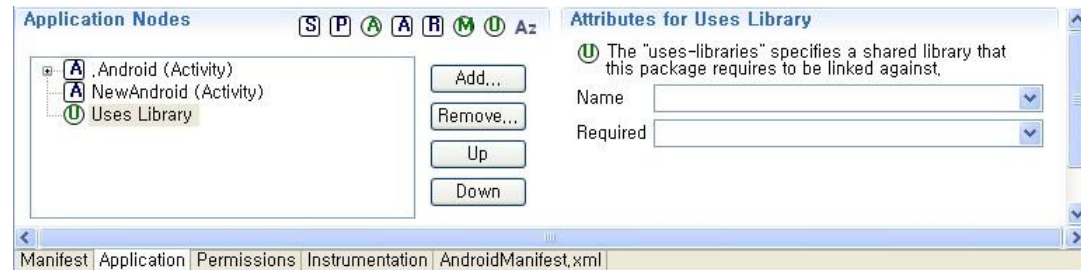 Application Nodes
S P A A R M U Az
A .Android (Activity)
A NewAndroid (Activity)
U Uses Library
Add...
Remove...
Up
Down
Attributes for Uses Library
U The "uses-libraries" specifies a shared library that
this package requires to be linked against.
Name
Required
Manifest Application Permissions Instrumentation AndroidManifest.xml